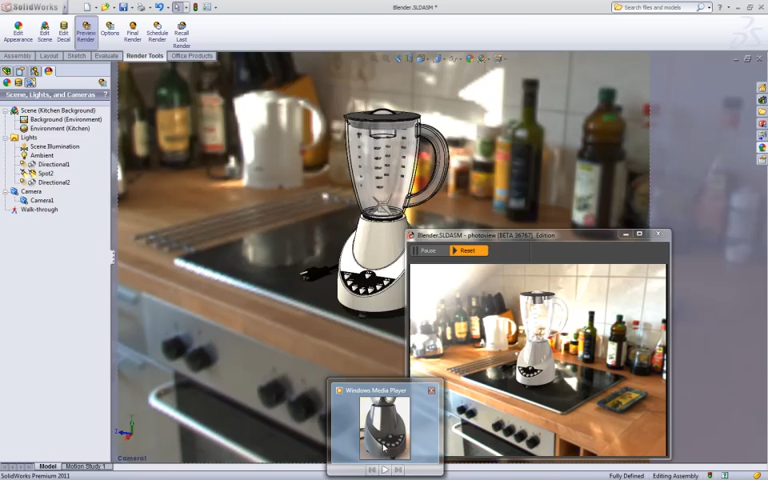 SolidWorks
Blender.SLDASM *
Search files and models
Edit Appearance
Edit Scene
Edit Decal
Preview Render
Options
Final Render
Schedule Render
Recall Last Render
Assembly
Layout
Sketch
Evaluate
Render Tools
Office Products
Scene, Lights, and Cameras
Scene (Kitchen Background)
Background (Environment)
Environment (Kitchen)
Lights
Scene Illumination
Ambient
Directional1
Spot2
Directional2
Camera
Camera1
Walk-through
Blender.SLDASM - photoview [BETA 36767] Edition
Pause
Reset
Windows Media Player
Camera1
Model
Motion Study 1
SolidWorks Premium 2011
Fully Defined
Editing Assembly